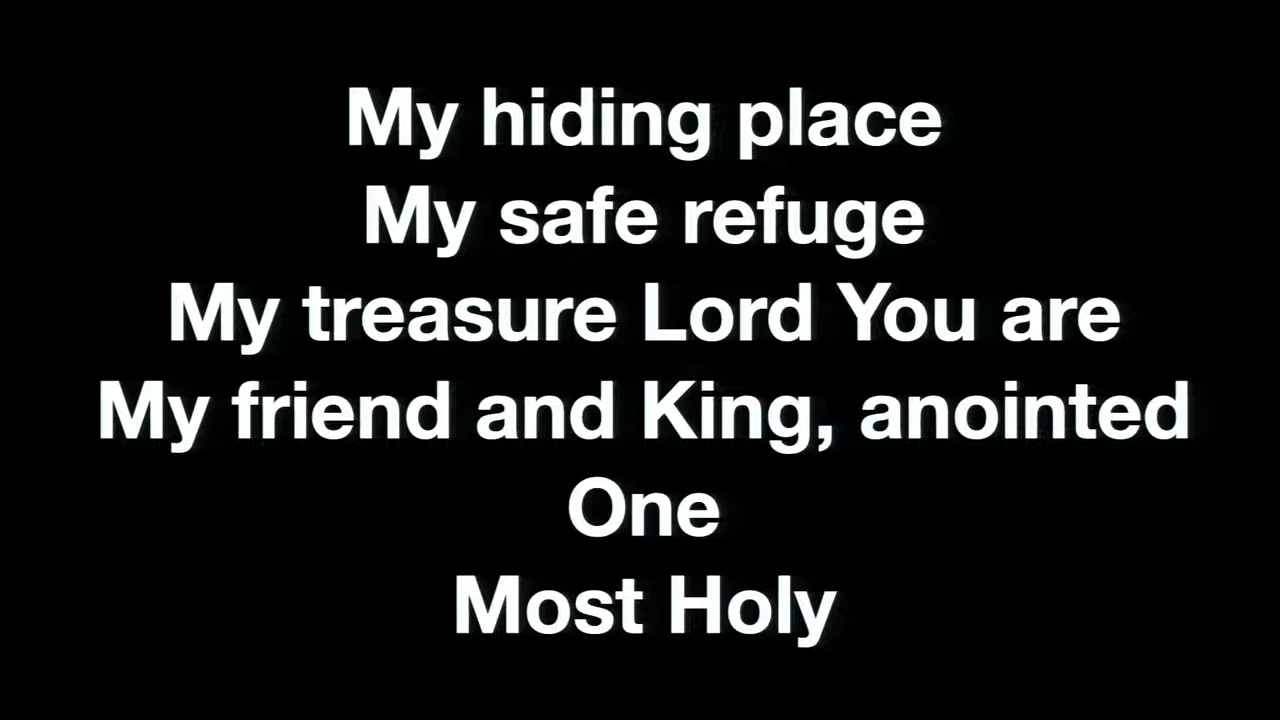 My hiding place
My safe refuge
My treasure Lord You are
My friend and King, anointed
One
Most Holy